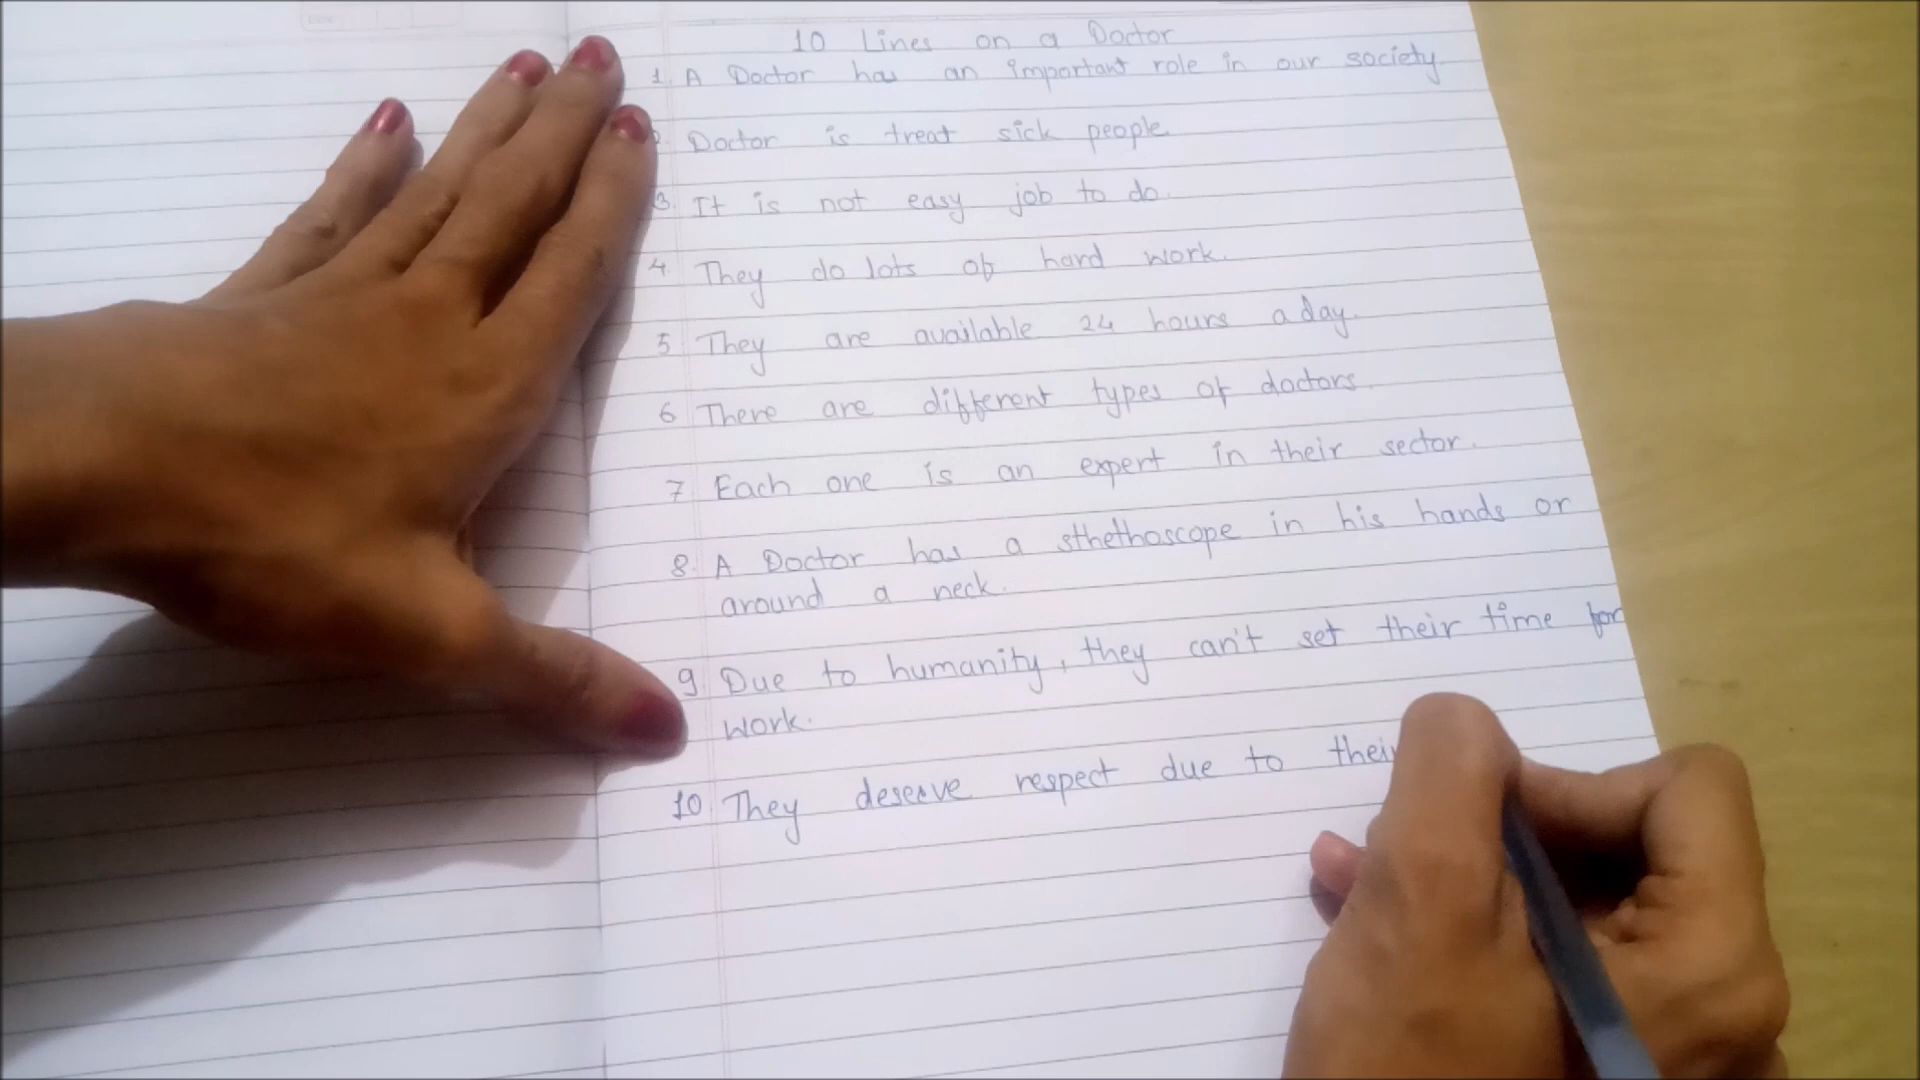 10 Lines on a Doctor
1. A Doctor has an important role in our society
2. Doctor is treat sick people.
3. It is not easy job to do.
4. They do lots of hard work.
5 They are available 24 hours a day.
6 There are different types of doctors.
7 Each one is an expert in their sector.
8. A Doctor has a sthethoscope in his hands or
around a neck.
9. Due to humanity, they can't set their time for
work.
10. They deserve respect due to their